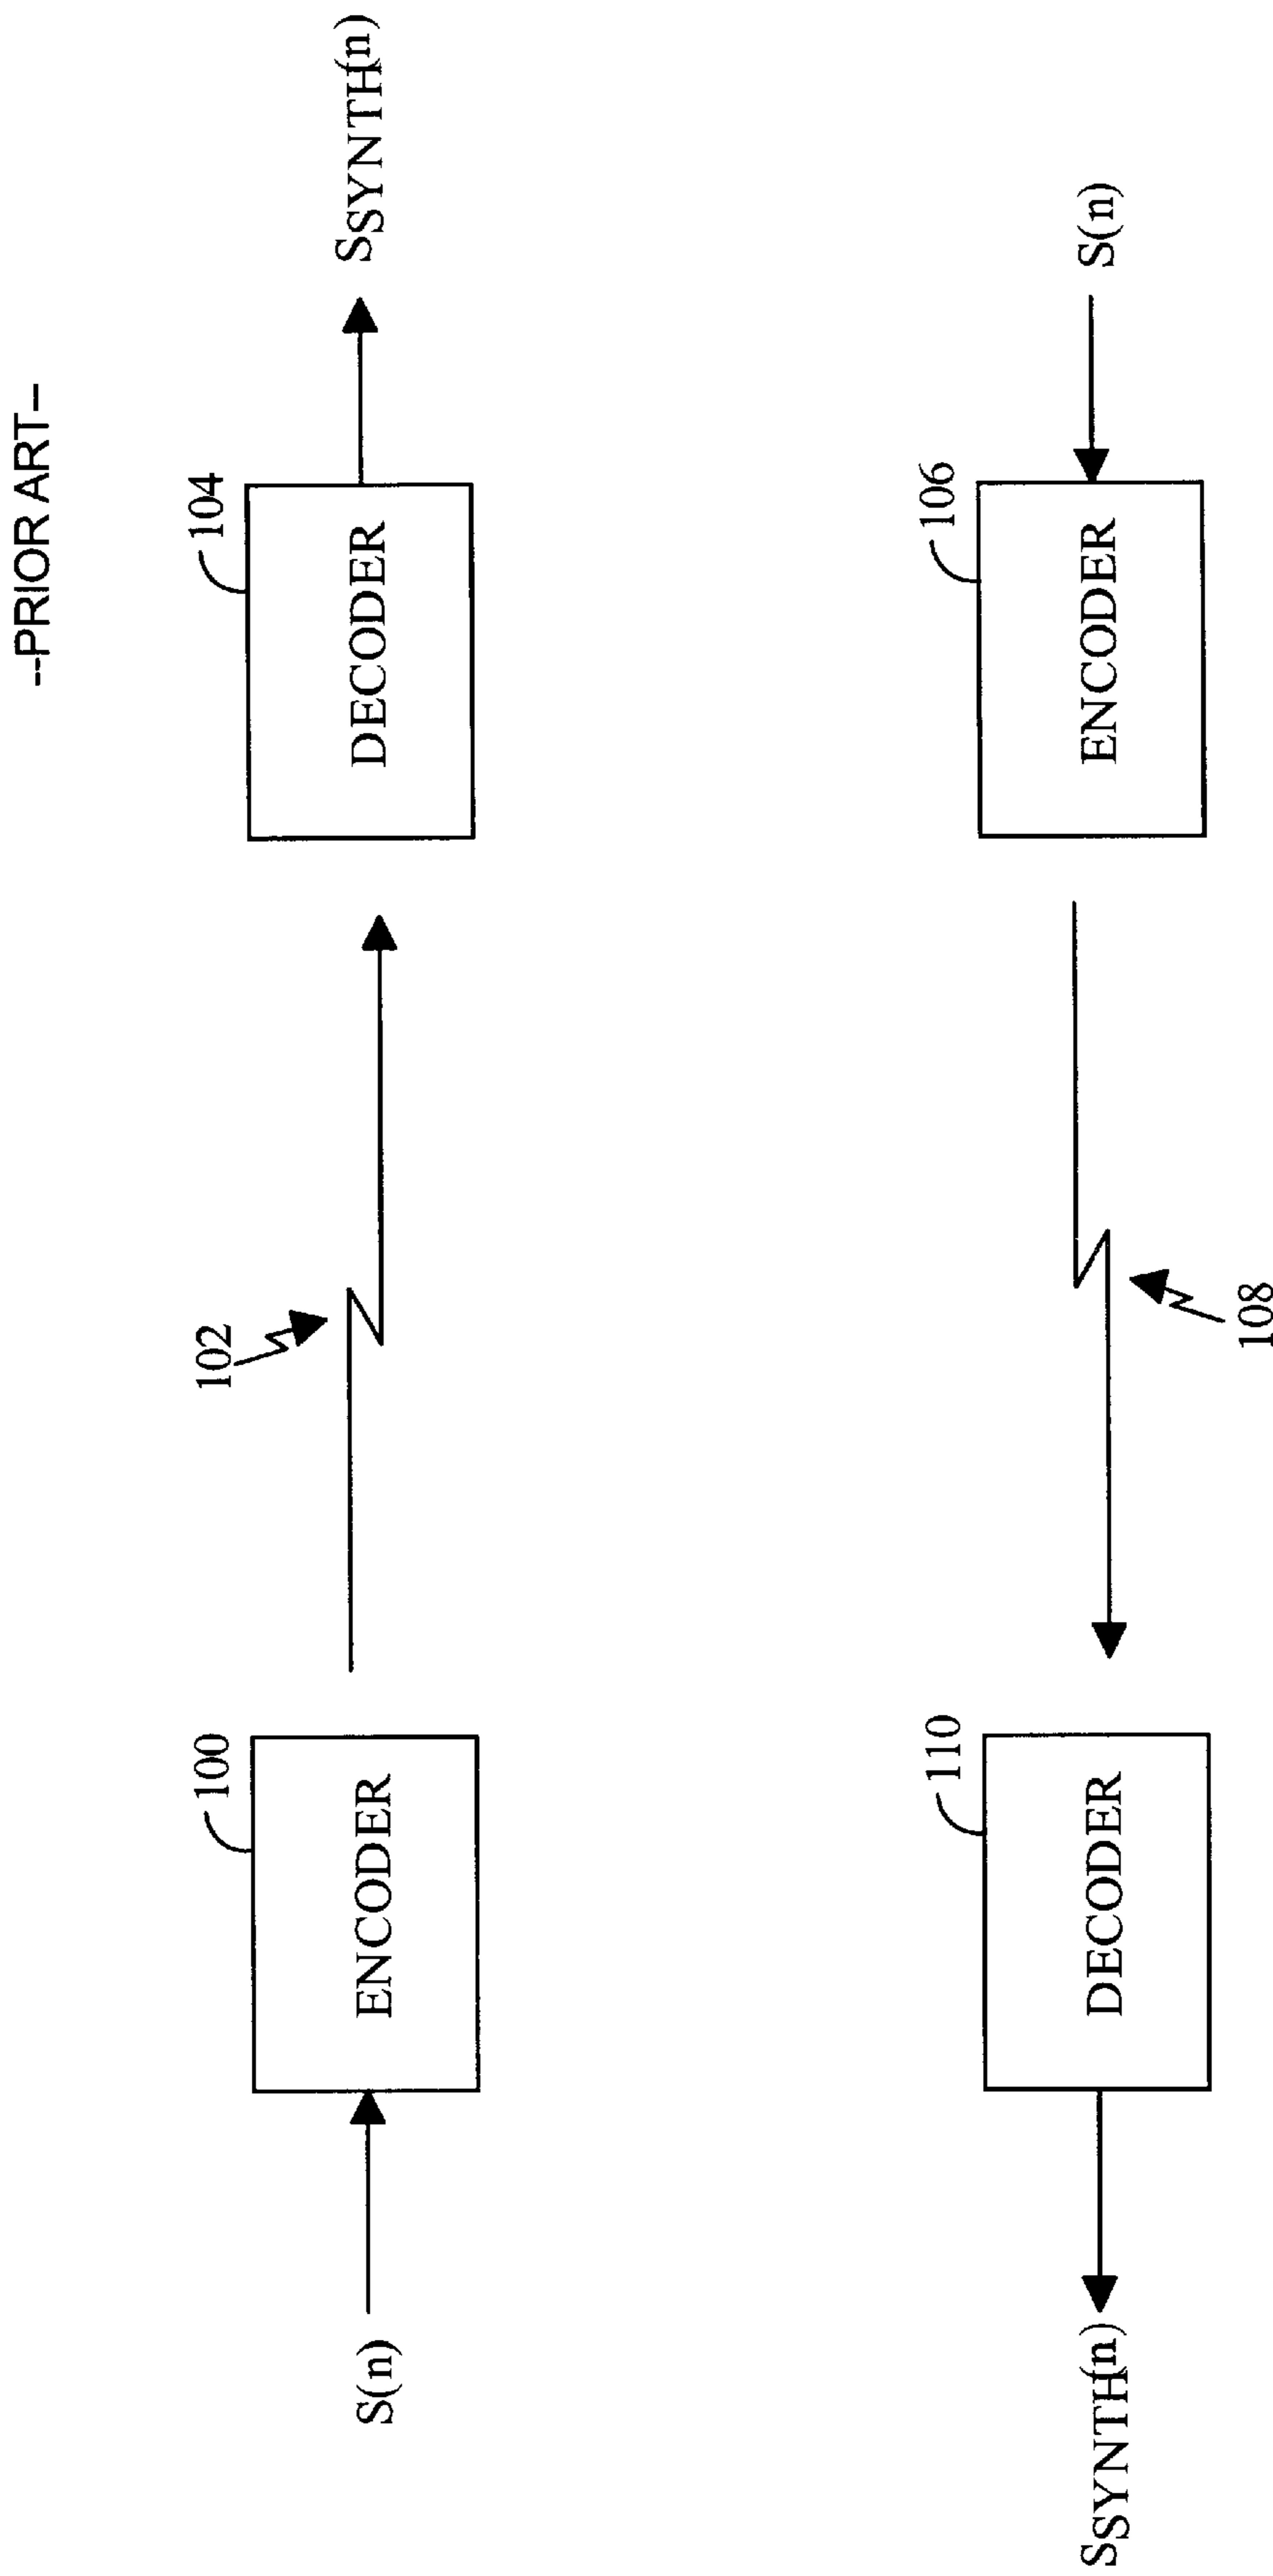 --PRIOR ART--
S(n)
100
ENCODER
102
104
DECODER
SSYNTH(n)
SSYNTH(n)
110
DECODER
108
106
ENCODER
S(n)